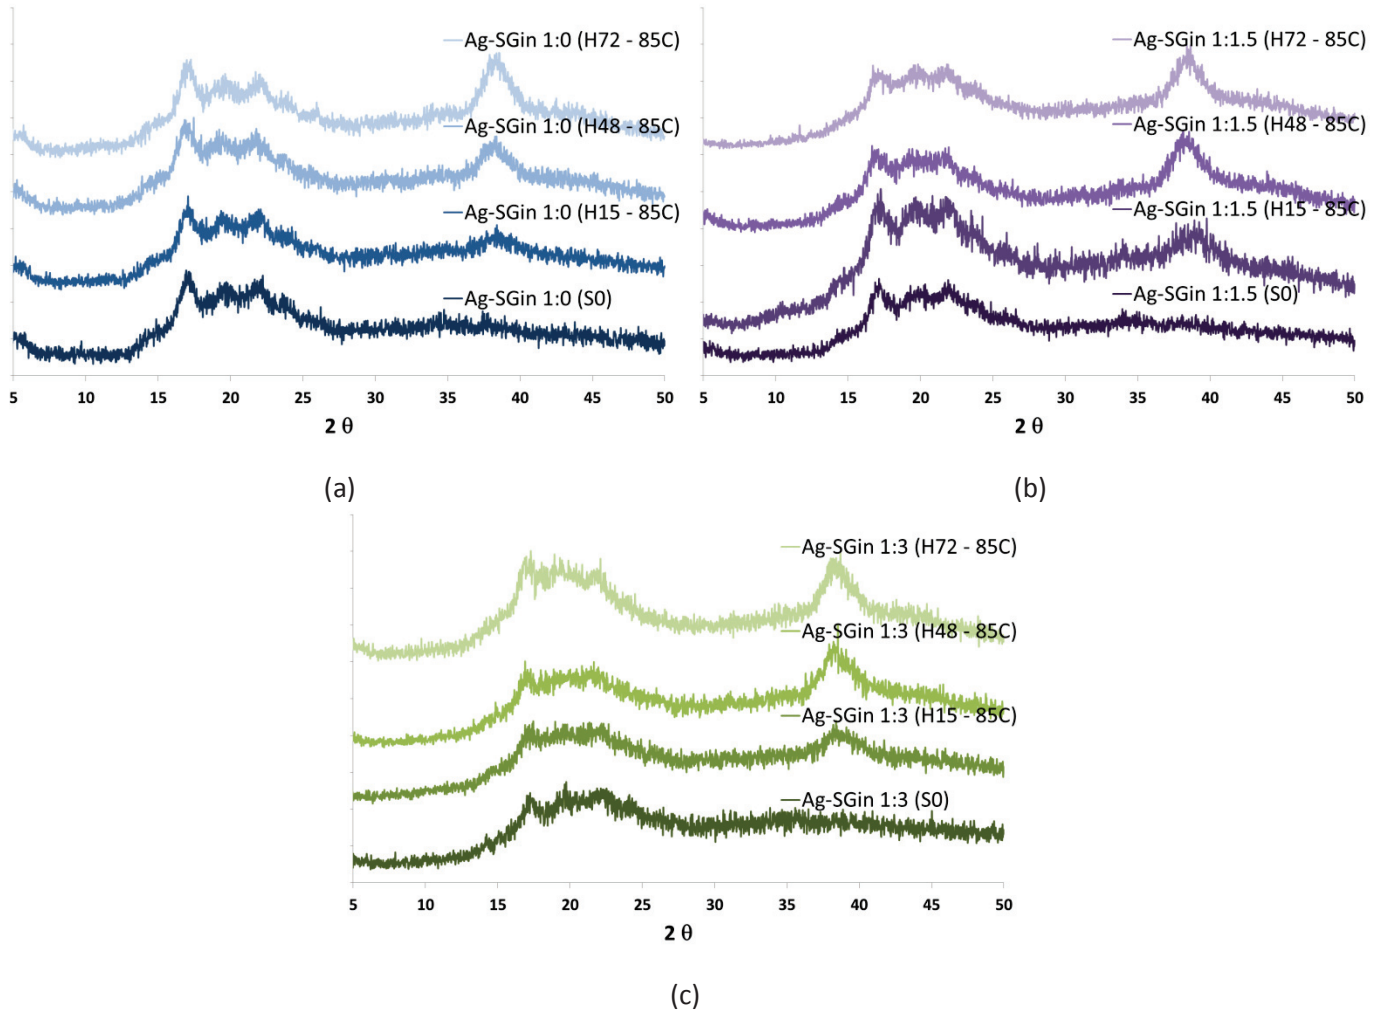 Ag-SGin 1:0 (H72 - 85C)
Ag-SGin 1:0 (H48 - 85C)
Ag-SGin 1:0 (H15 - 85C)
Ag-SGin 1:0 (S0)
5 10 15 20 25 30 35 40 45 50
2 θ
(a)
Ag-SGin 1:1.5 (H72 - 85C)
Ag-SGin 1:1.5 (H48 - 85C)
Ag-SGin 1:1.5 (H15 - 85C)
Ag-SGin 1:1.5 (S0)
5 10 15 20 25 30 35 40 45 50
2 θ
(b)
Ag-SGin 1:3 (H72 - 85C)
Ag-SGin 1:3 (H48 - 85C)
Ag-SGin 1:3 (H15 - 85C)
Ag-SGin 1:3 (S0)
5 10 15 20 25 30 35 40 45 50
2 θ
(c)